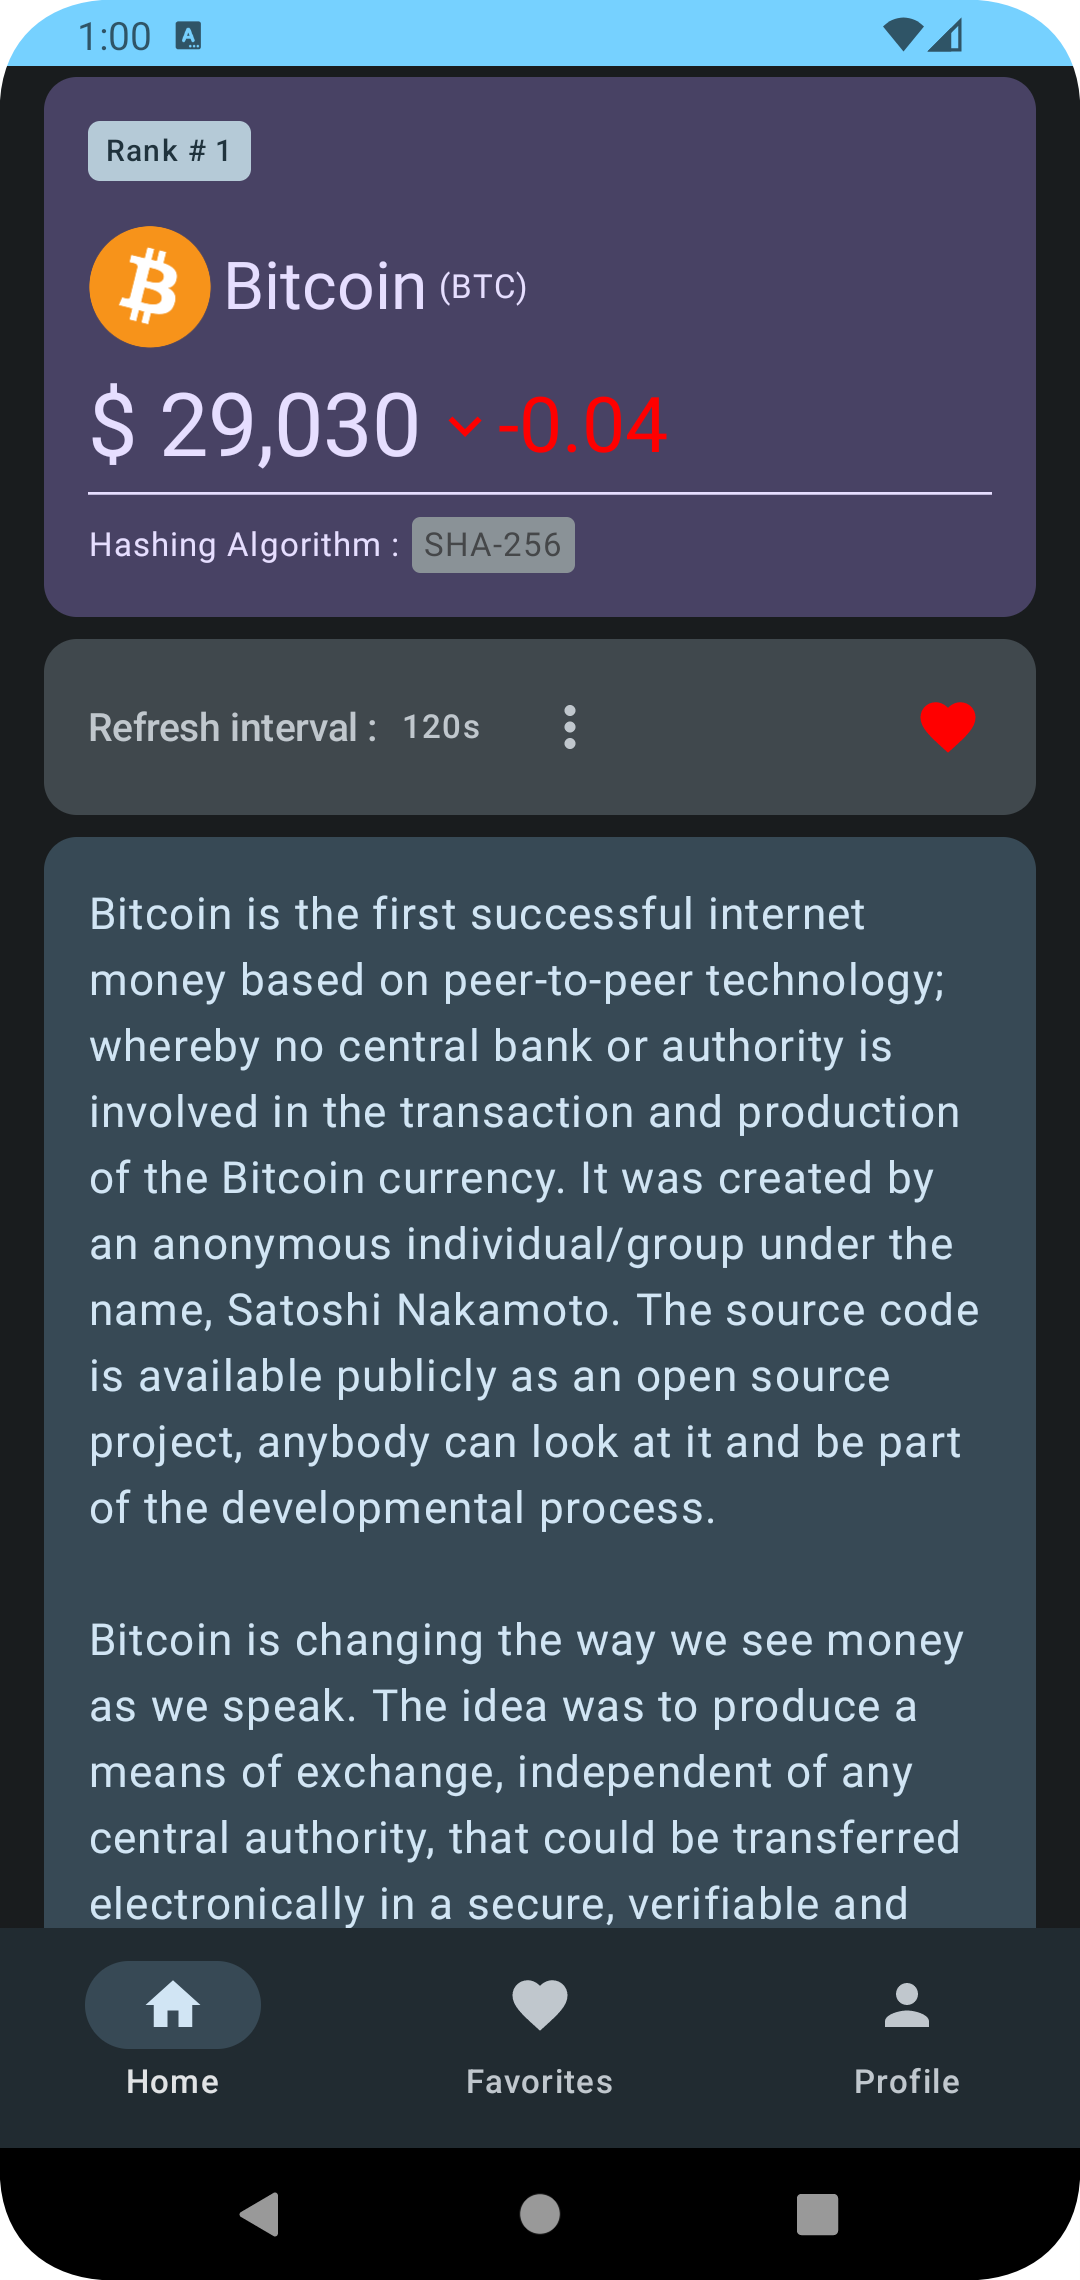 1:00
Rank # 1
Bitcoin (BTC)
$ 29,030 -0.04
Hashing Algorithm : SHA-256
Refresh interval : 120s
Bitcoin is the first successful internet
money based on peer-to-peer technology;
whereby no central bank or authority is
involved in the transaction and production
of the Bitcoin currency. It was created by
an anonymous individual/group under the
name, Satoshi Nakamoto. The source code
is available publicly as an open source
project, anybody can look at it and be part
of the developmental process.
Bitcoin is changing the way we see money
as we speak. The idea was to produce a
means of exchange, independent of any
central authority, that could be transferred
electronically in a secure, verifiable and
Home Favorites Profile